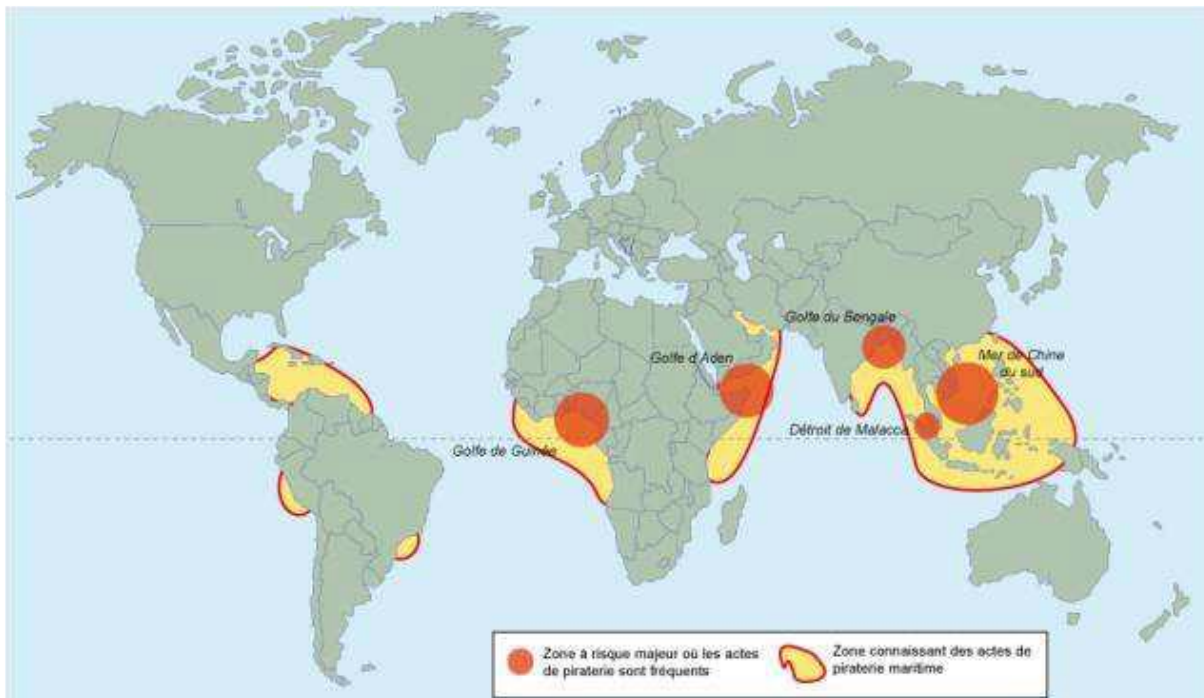 Golfe du Bengale
Golfe d'Aden
Mer de Chine
du sud
Détroit de Malacca
Golfe de Guinée
Zone à risque majeur où les actes
de piraterie sont fréquents
Zone connaissant des actes de
piraterie maritime